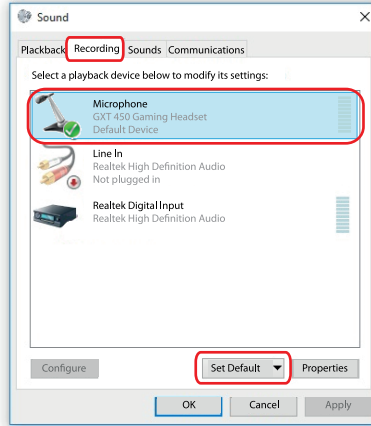 Sound
Plackback Recording Sounds Communications
Select a playback device below to modify its settings:
Microphone
GXT 450 Gaming Headset
Default Device
Line In
Realtek High Definition Audio
Not plugged in
Realtek Digital Input
Realtek High Definition Audio
Configure Set Default Properties
OK Cancel Apply